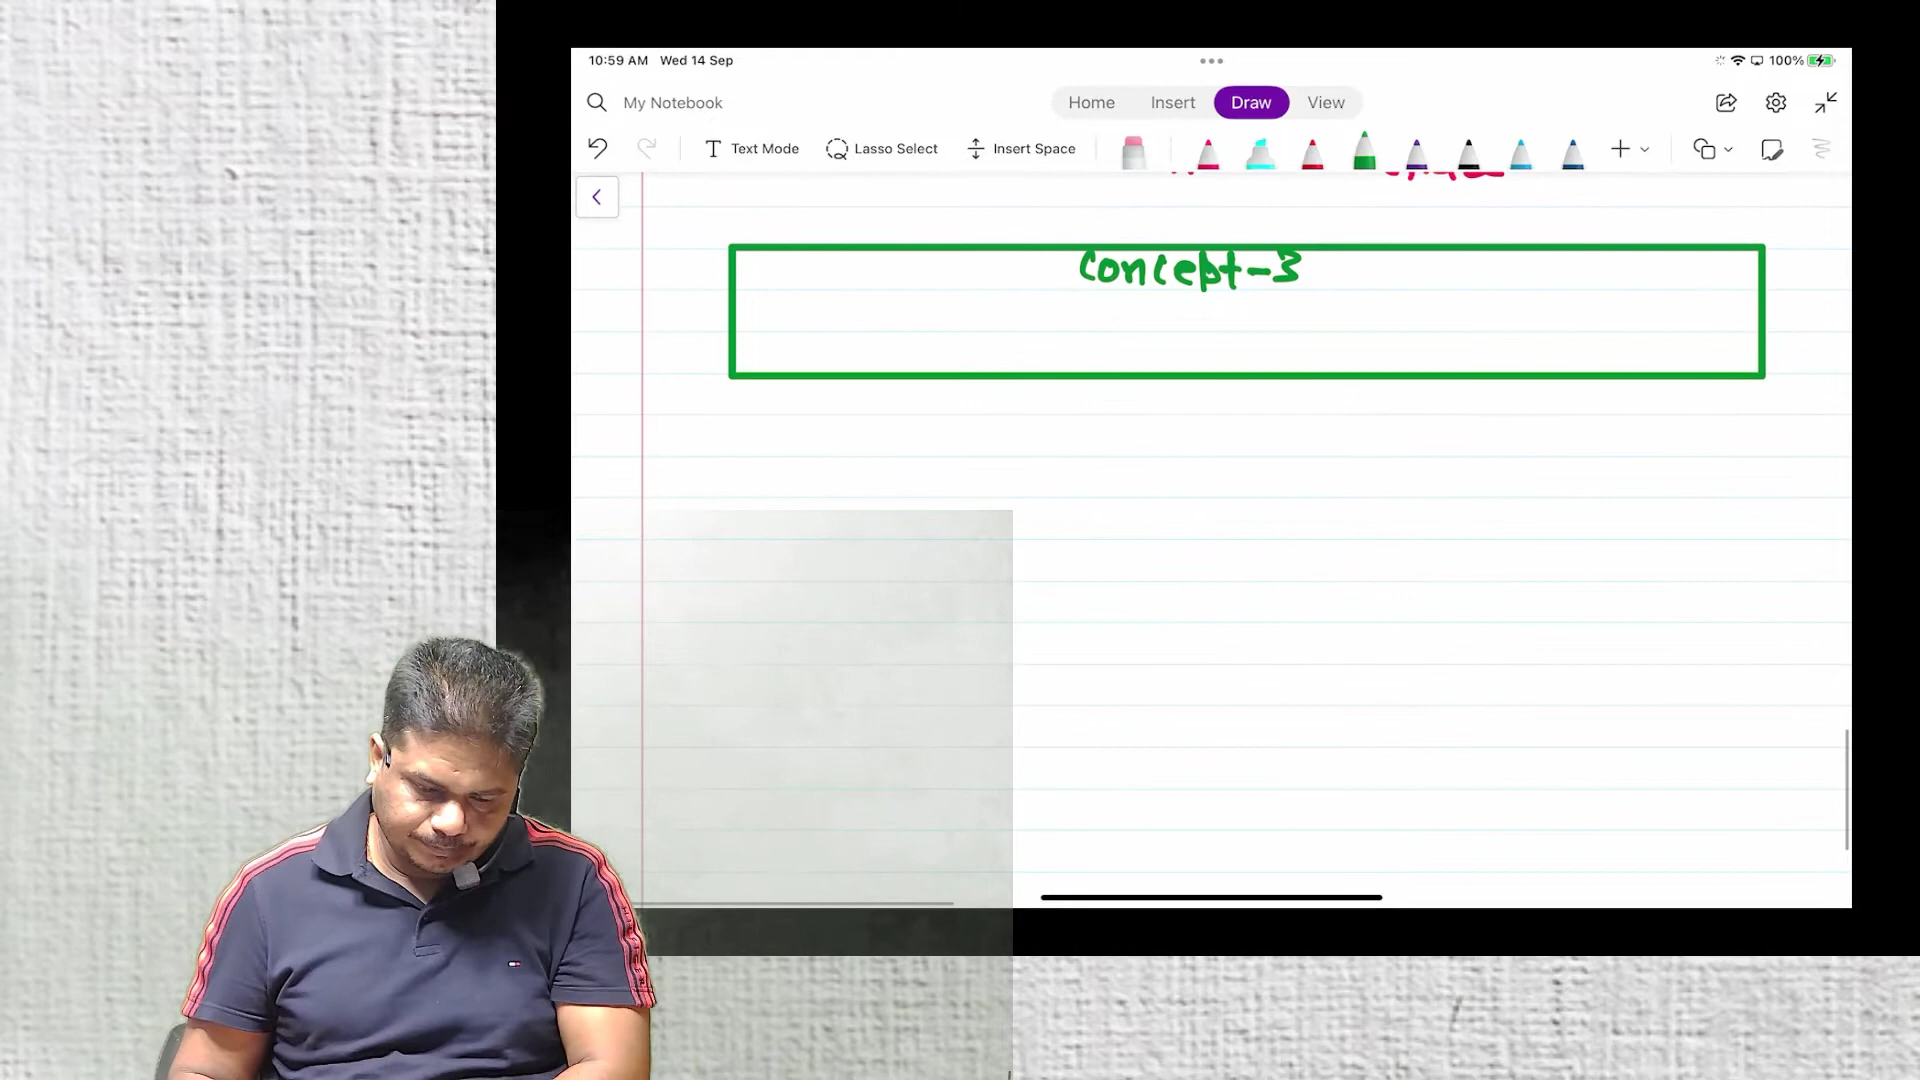 10:59 AM Wed 14 Sep
100%
My Notebook
Home Insert Draw View
Text Mode Lasso Select Insert Space
Concept-3